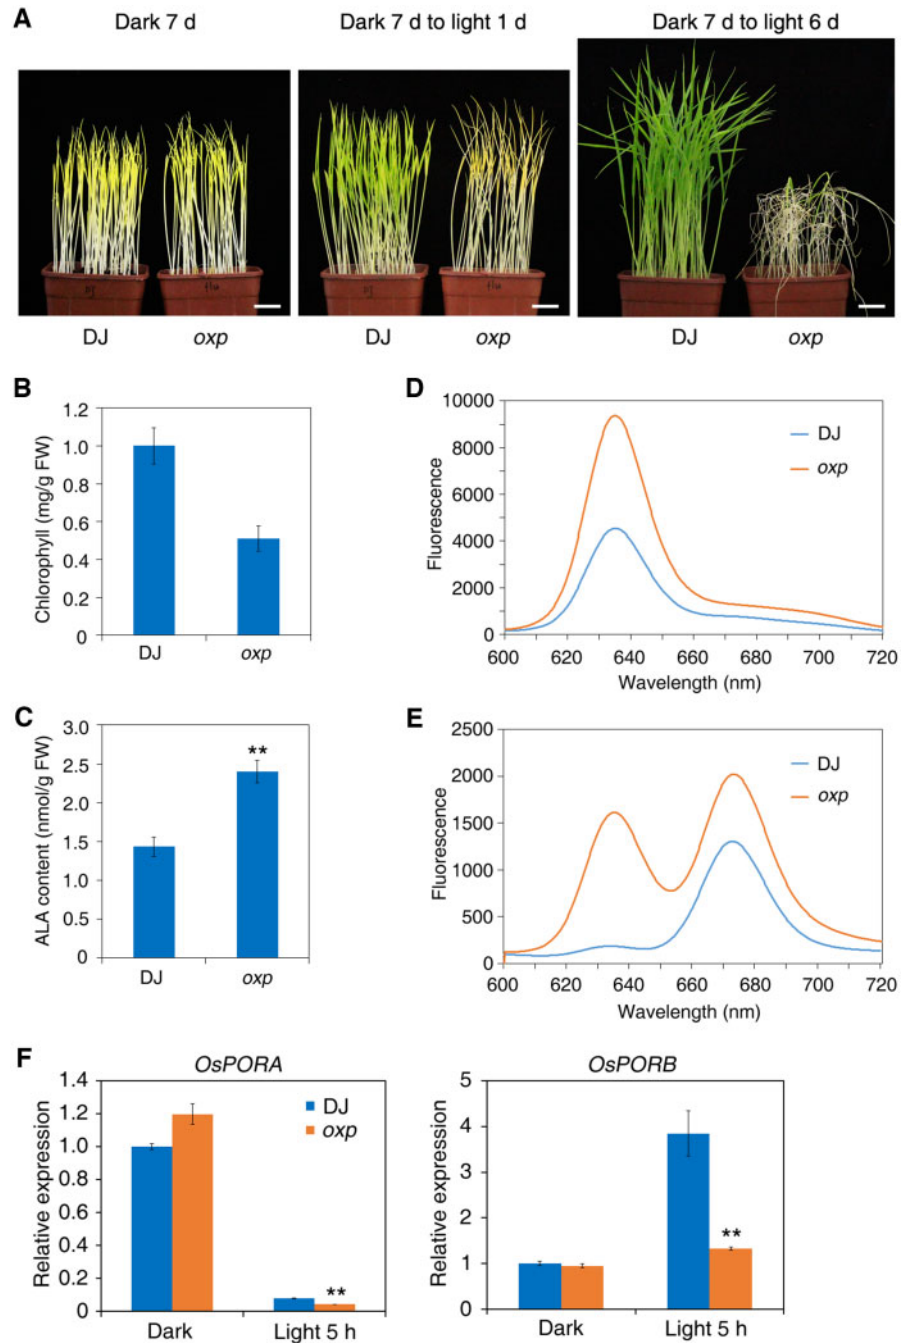 A
Dark 7 d
Dark 7 d to light 1 d
Dark 7 d to light 6 d
DJ
oxp
DJ
oxp
DJ
oxp
B
Chlorophyll (mg/g FW)
1.2
1.0
0.8
0.6
0.4
0.2
0
DJ
oxp
D
Fluorescence
10000
8000
6000
4000
2000
0
DJ
oxp
600 620 640 660 680 700 720
Wavelength (nm)
C
ALA content (nmol/g FW)
3.0
2.5
2.0
1.5
1.0
0.5
0
**
DJ
oxp
E
Fluorescence
2500
2000
1500
1000
500
0
DJ
oxp
600 620 640 660 680 700 720
Wavelength (nm)
F
OsPORA
Relative expression
1.4
1.2
1.0
0.8
0.6
0.4
0.2
0
DJ
oxp
**
Dark
Light 5 h
OsPORB
Relative expression
5
4
3
2
1
0
**
Dark
Light 5 h